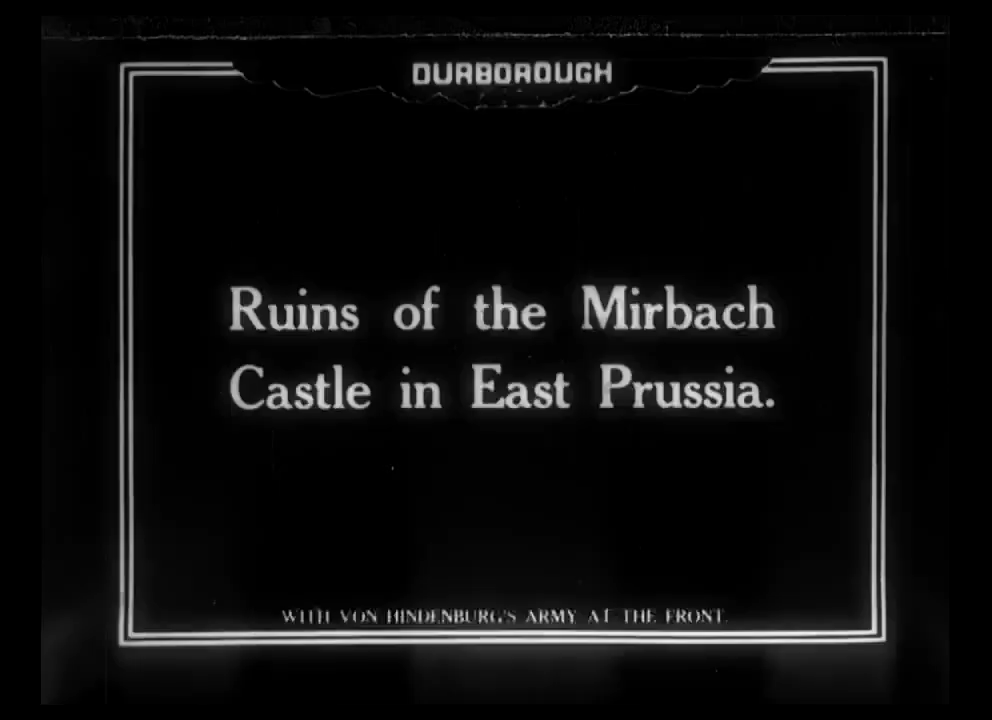 DURBOROUGH
Ruins of the Mirbach
Castle in East Prussia.
WITH VON HINDENBURG'S ARMY AT THE FRONT.